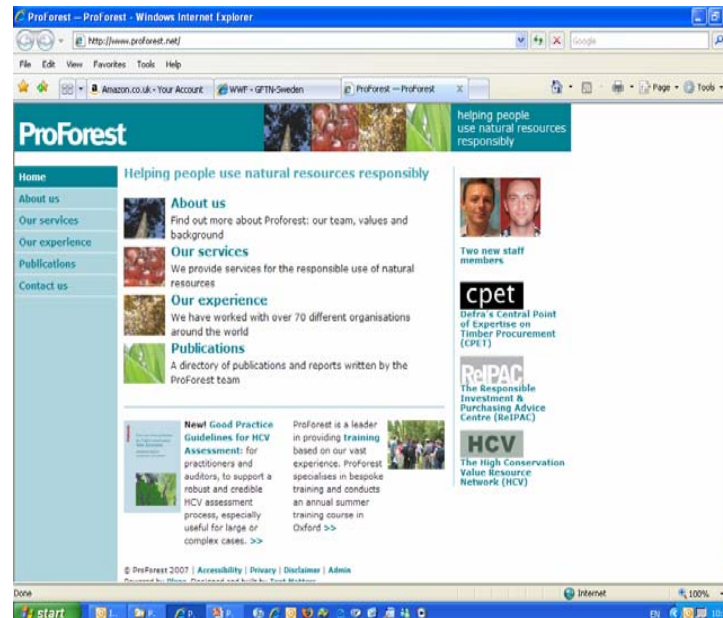 ProForest — ProForest - Windows Internet Explorer
http://www.proforest.net/
Google
File Edit View Favorites Tools Help
Amazon.co.uk - Your Account
WWF - GFTN-Sweden
ProForest — ProForest
Page
Tools
ProForest
helping people
use natural resources
responsibly
Home
About us
Our services
Our experience
Publications
Contact us
Helping people use natural resources responsibly
About us
Find out more about Proforest: our team, values and
background
Our services
We provide services for the responsible use of natural
resources
Our experience
We have worked with over 70 different organisations
around the world
Publications
A directory of publications and reports written by the
ProForest team
New! Good Practice
Guidelines for HCV
Assessment: for
practitioners and
auditors, to support a
robust and credible
HCV assessment
process, especially
useful for large or
complex cases. >>
ProForest is a leader
in providing training
based on our vast
experience. ProForest
specialises in bespoke
training and conducts
an annual summer
training course in
Oxford >>
Two new staff
members
cpet
Defra's Central Point
of Expertise on
Timber Procurement
(CPET)
ReIPAC
The Responsible
Investment &
Purchasing Advice
Centre (ReIPAC)
HCV
The High Conservation
Value Resource
Network (HCV)
© ProForest 2007 | Accessibility | Privacy | Disclaimer | Admin
Powered by Plone. Designed and built by Text Matters
Done
Internet
100%
start
EN